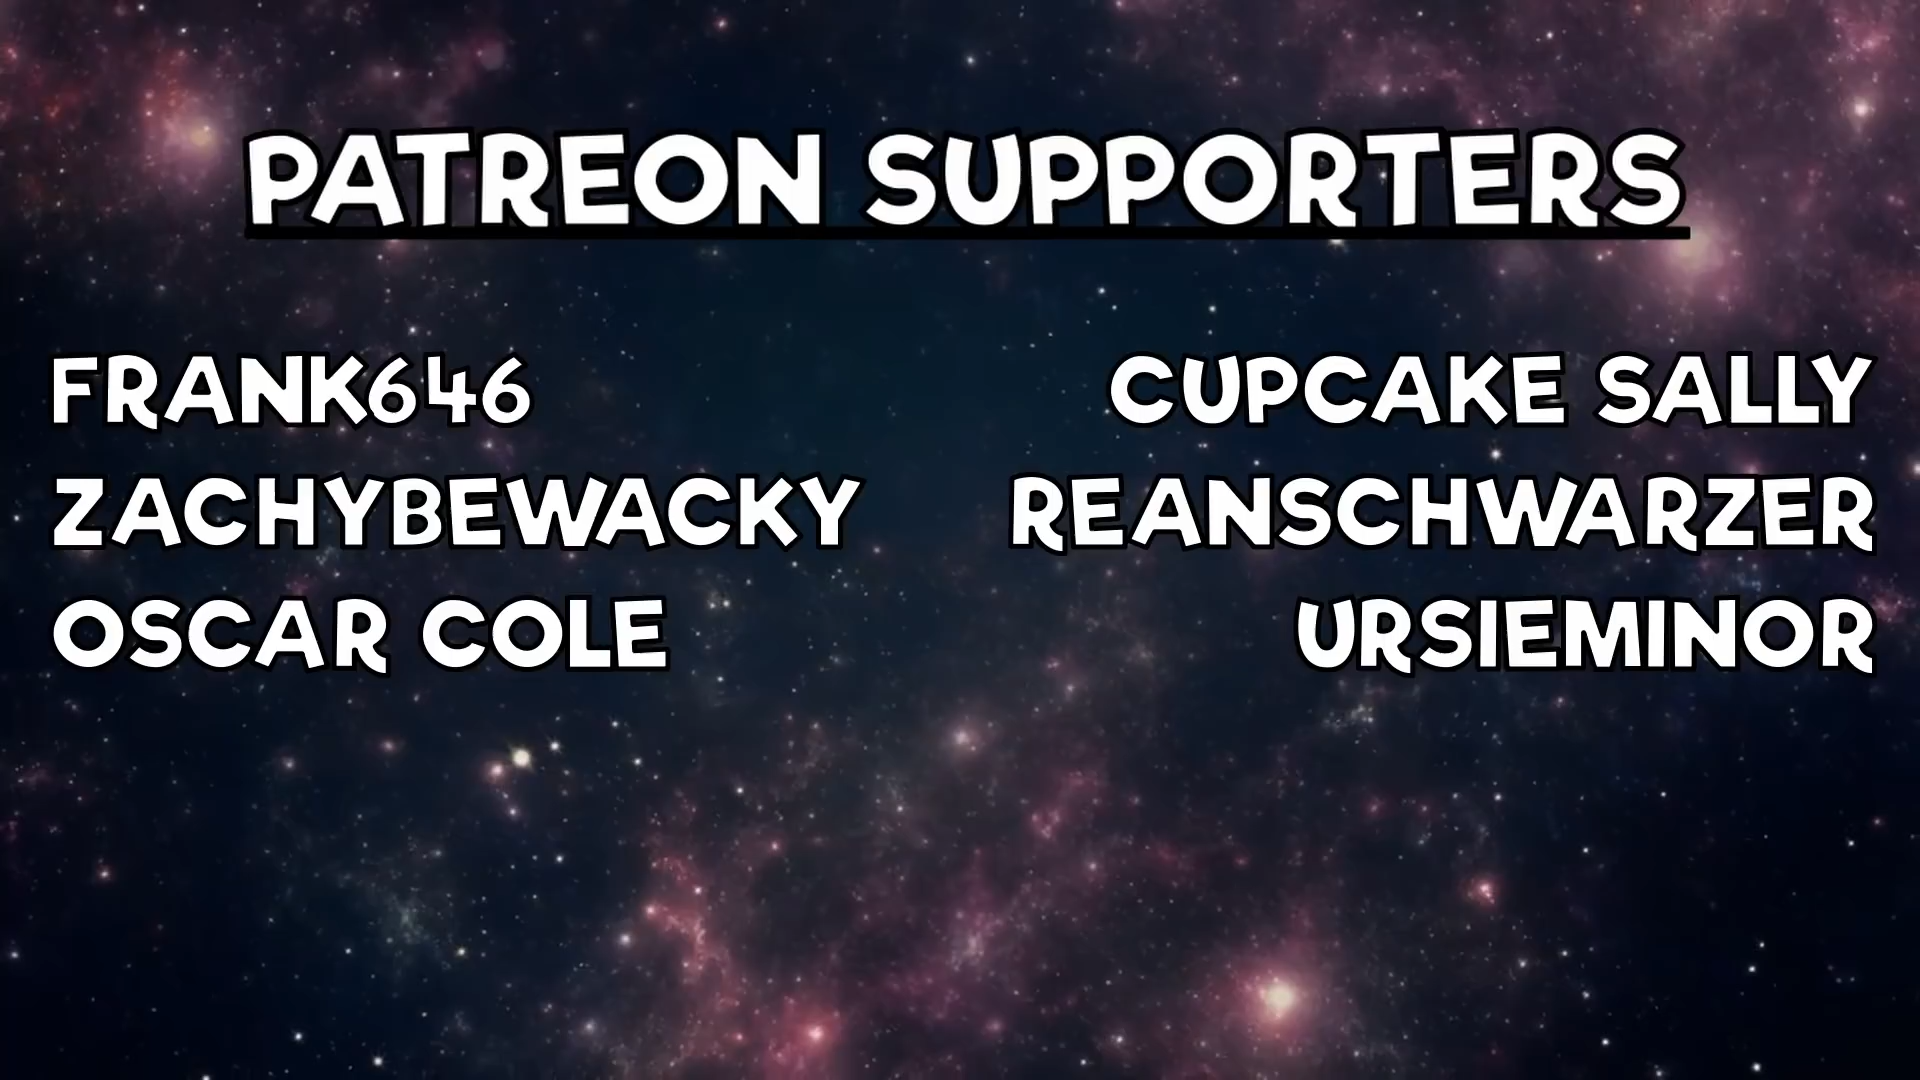 PATREON SUPPORTERS
FRANK646
CUPCAKE SALLY
ZACHYBEWACKY
REANSCHWARZER
OSCAR COLE
URSIEMINOR